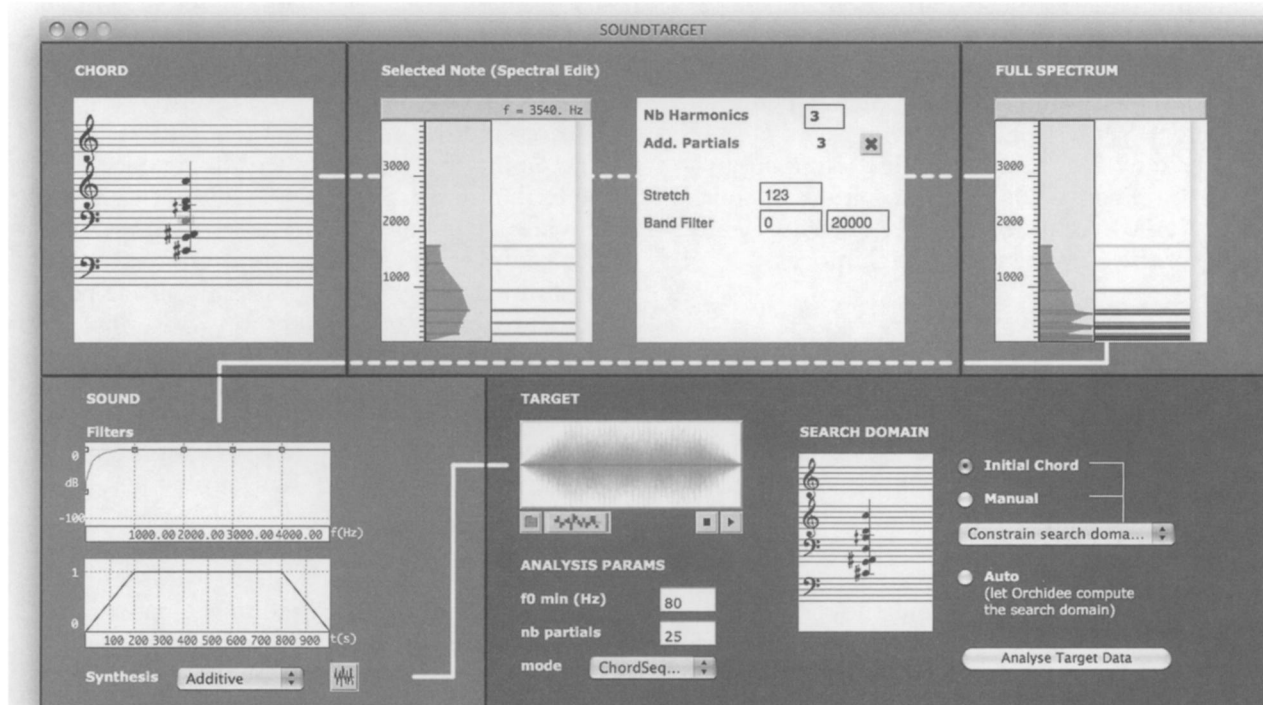 SOUNDTARGET
CHORD
Selected Note (Spectral Edit)
FULL SPECTRUM
f = 3540. Hz
3000
2000
1000
Nb Harmonics 3
Add. Partials 3
Stretch 123
Band Filter 0 20000
3000
2000
1000
SOUND
Filters
0
dB
-100
1000.00 2000.00 3000.00 4000.00 f(Hz)
1
0
100 200 300 400 500 600 700 800 900 t(s)
Synthesis Additive
TARGET
ANALYSIS PARAMS
f0 min (Hz) 80
nb partials 25
mode ChordSeq...
SEARCH DOMAIN
Initial Chord
Manual
Constrain search doma...
Auto
(let Orchidee compute
the search domain)
Analyse Target Data